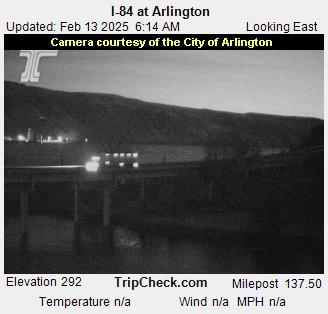 I-84 at Arlington
Updated: Feb 13 2025 6:14 AM Looking East
Camera courtesy of the City of Arlington
Elevation 292 TripCheck.com Milepost 137.50
Temperature n/a Wind n/a MPH n/a